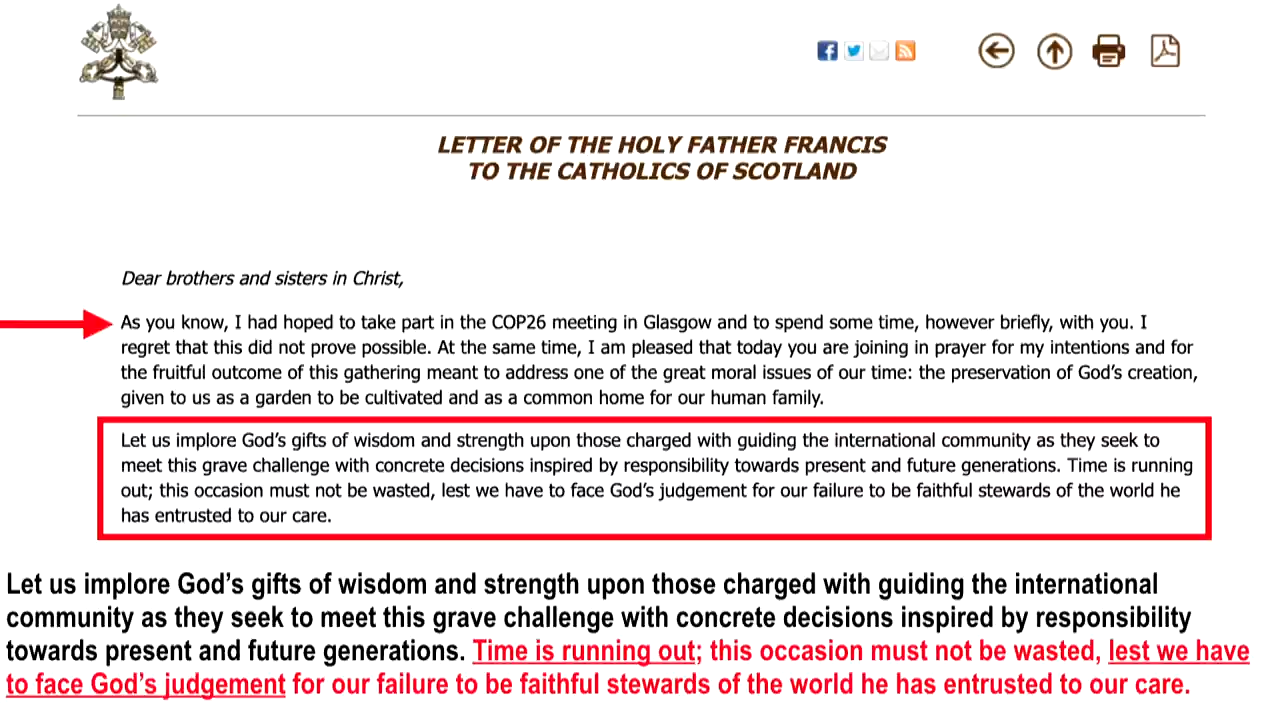 LETTER OF THE HOLY FATHER FRANCIS
TO THE CATHOLICS OF SCOTLAND
Dear brothers and sisters in Christ,
As you know, I had hoped to take part in the COP26 meeting in Glasgow and to spend some time, however briefly, with you. I
regret that this did not prove possible. At the same time, I am pleased that today you are joining in prayer for my intentions and for
the fruitful outcome of this gathering meant to address one of the great moral issues of our time: the preservation of God's creation,
given to us as a garden to be cultivated and as a common home for our human family.
Let us implore God's gifts of wisdom and strength upon those charged with guiding the international community as they seek to
meet this grave challenge with concrete decisions inspired by responsibility towards present and future generations. Time is running
out; this occasion must not be wasted, lest we have to face God's judgement for our failure to be faithful stewards of the world he
has entrusted to our care.
Let us implore God’s gifts of wisdom and strength upon those charged with guiding the international
community as they seek to meet this grave challenge with concrete decisions inspired by responsibility
towards present and future generations. Time is running out; this occasion must not be wasted, lest we have
to face God’s judgement for our failure to be faithful stewards of the world he has entrusted to our care.